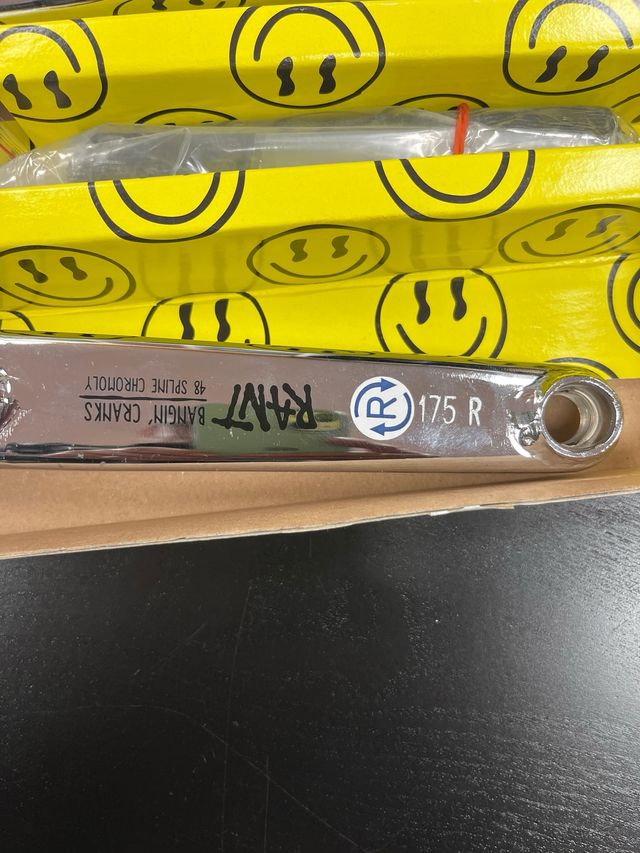 RANT
BANGIN' CRANKS
48 SPLINE CHROMOLY
R
175 R